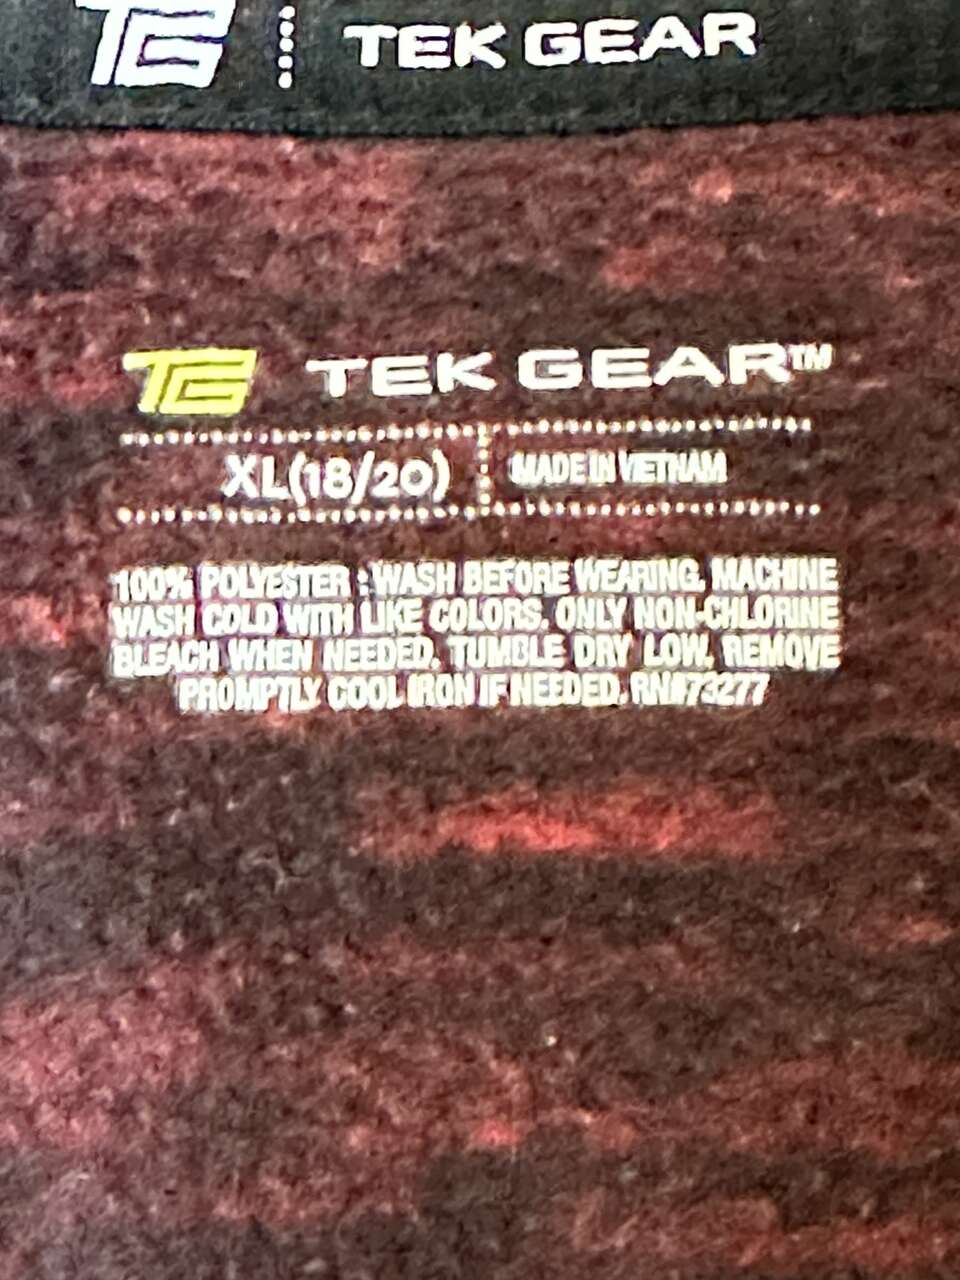 TG TEK GEAR
TG TEK GEAR™
XL(18/20) MADE IN VIETNAM
100% POLYESTER : WASH BEFORE WEARING. MACHINE
WASH COLD WITH LIKE COLORS. ONLY NON-CHLORINE
BLEACH WHEN NEEDED. TUMBLE DRY LOW. REMOVE
PROMPTLY COOL IRON IF NEEDED. RN#73277